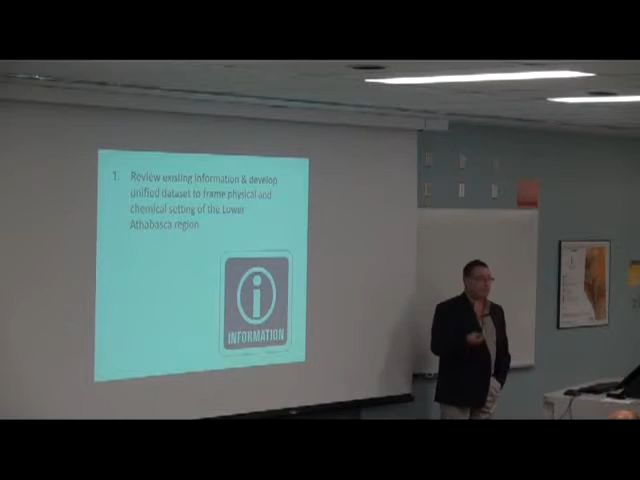 1. Review existing information & develop
unified dataset to frame physical and
chemical setting of the Lower
Athabasca region
INFORMATION